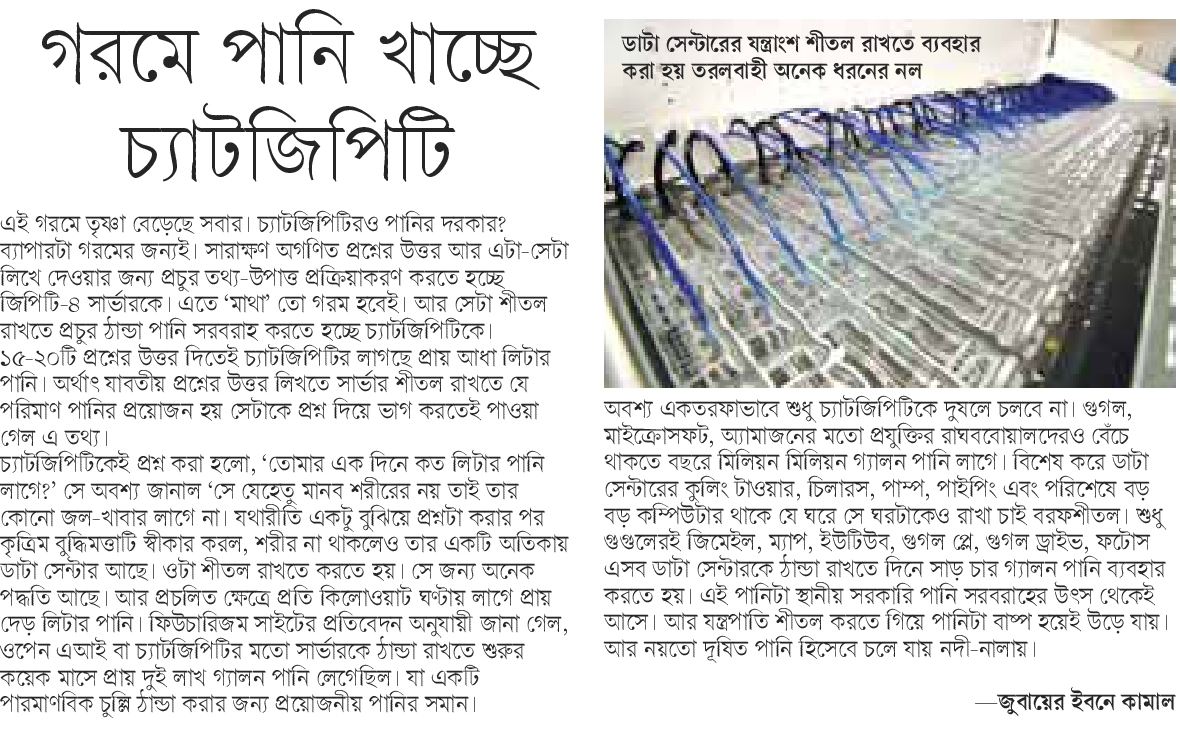 গরমে পানি খাচ্ছে
চ্যাটজিপিটি
এই গরমে তৃষ্ণা বেড়েছে সবার। চ্যাটজিপিটিরও পানির দরকার?
ব্যাপারটা গরমের জন্যই। সারাক্ষণ অগণিত প্রশ্নের উত্তর আর এটা-সেটা
লিখে দেওয়ার জন্য প্রচুর তথ্য-উপাত্ত প্রক্রিয়াকরণ করতে হচ্ছে
জিপিটি-৪ সার্ভারকে। এতে ‘মাথা’ তো গরম হবেই। আর সেটা শীতল
রাখতে প্রচুর ঠান্ডা পানি সরবরাহ করতে হচ্ছে চ্যাটজিপিটিকে।
১৫-২০টি প্রশ্নের উত্তর দিতেই চ্যাটজিপিটির লাগছে প্রায় আধা লিটার
পানি। অর্থাৎ যাবতীয় প্রশ্নের উত্তর লিখতে সার্ভার শীতল রাখতে যে
পরিমাণ পানির প্রয়োজন হয় সেটাকে প্রশ্ন দিয়ে ভাগ করতেই পাওয়া
গেল এ তথ্য।
চ্যাটজিপিটিকেই প্রশ্ন করা হলো, ‘তোমার এক দিনে কত লিটার পানি
লাগে?’ সে অবশ্য জানাল ‘সে যেহেতু মানব শরীরের নয় তাই তার
কোনো জল-খাবার লাগে না। যথারীতি একটু বুঝিয়ে প্রশ্নটা করার পর
কৃত্রিম বুদ্ধিমত্তাটি স্বীকার করল, শরীর না থাকলেও তার একটি অতিকায়
ডাটা সেন্টার আছে। ওটা শীতল রাখতে করতে হয়। সে জন্য অনেক
পদ্ধতি আছে। আর প্রচলিত ক্ষেত্রে প্রতি কিলোওয়াট ঘণ্টায় লাগে প্রায়
দেড় লিটার পানি। ফিউচারিজম সাইটের প্রতিবেদন অনুযায়ী জানা গেল,
ওপেন এআই বা চ্যাটজিপিটির মতো সার্ভারকে ঠান্ডা রাখতে শুরুর
কয়েক মাসে প্রায় দুই লাখ গ্যালন পানি লেগেছিল। যা একটি
পারমাণবিক চুল্লি ঠান্ডা করার জন্য প্রয়োজনীয় পানির সমান।
ডাটা সেন্টারের যন্ত্রাংশ শীতল রাখতে ব্যবহার
করা হয় তরলবাহী অনেক ধরনের নল
অবশ্য একতরফাভাবে শুধু চ্যাটজিপিটিকে দুষলে চলবে না। গুগল,
মাইক্রোসফট, অ্যামাজনের মতো প্রযুক্তির রাঘববোয়ালদেরও বেঁচে
থাকতে বছরে মিলিয়ন মিলিয়ন গ্যালন পানি লাগে। বিশেষ করে ডাটা
সেন্টারের কুলিং টাওয়ার, চিলারস, পাম্প, পাইপিং এবং পরিশেষে বড়
বড় কম্পিউটার থাকে যে ঘরে সে ঘরটাকেও রাখা চাই বরফশীতল। শুধু
গুগুলেরই জিমেইল, ম্যাপ, ইউটিউব, গুগল প্লে, গুগল ড্রাইভ, ফটোস
এসব ডাটা সেন্টারকে ঠান্ডা রাখতে দিনে সাড় চার গ্যালন পানি ব্যবহার
করতে হয়। এই পানিটা স্থানীয় সরকারি পানি সরবরাহের উৎস থেকেই
আসে। আর যন্ত্রপাতি শীতল করতে গিয়ে পানিটা বাষ্প হয়েই উড়ে যায়।
আর নয়তো দূষিত পানি হিসেবে চলে যায় নদী-নালায়।
—জুবায়ের ইবনে কামাল